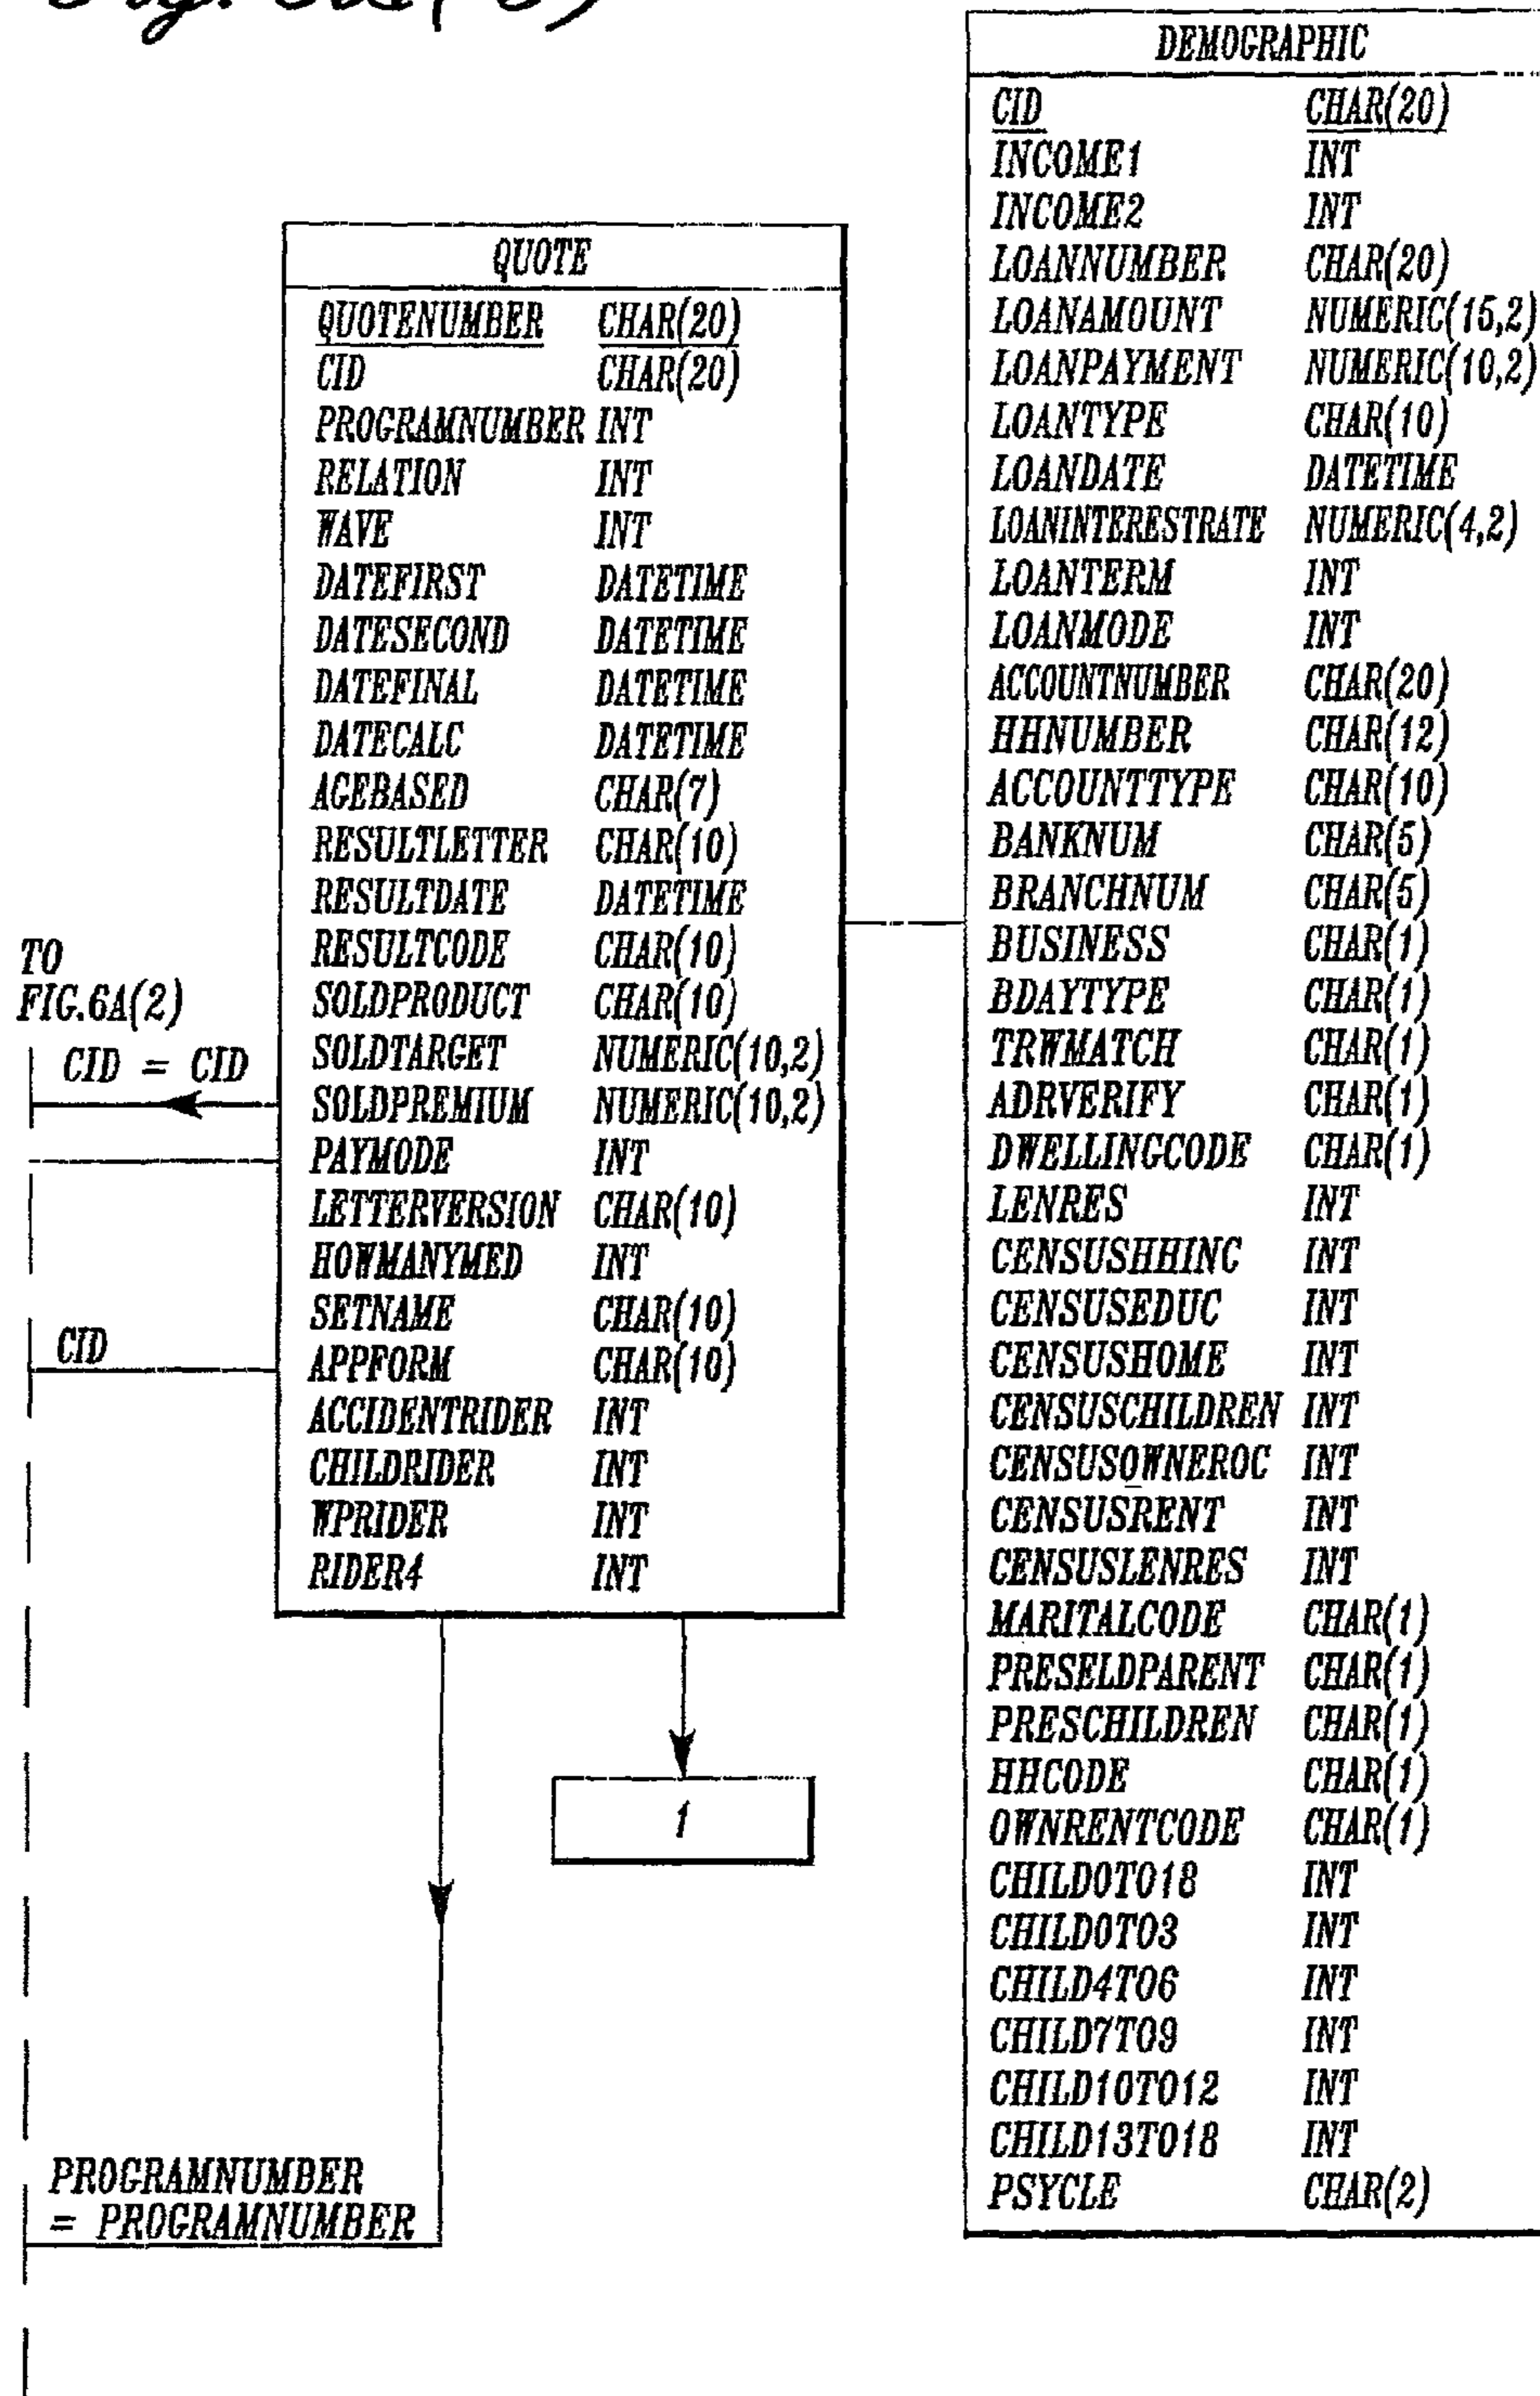 QUOTE
QUOTENUMBER CHAR(20)
CID CHAR(20)
PROGRAMNUMBER INT
RELATION INT
WAVE INT
DATEFIRST DATETIME
DATESECOND DATETIME
DATEFINAL DATETIME
DATECALC DATETIME
AGEBASED CHAR(7)
RESULTLETTER CHAR(10)
RESULTDATE DATETIME
RESULTCODE CHAR(10)
SOLDPRODUCT CHAR(10)
SOLDTARGET NUMERIC(10,2)
SOLDPREMIUM NUMERIC(10,2)
PAYMODE INT
LETTERVERSION CHAR(10)
HOWMANYMED INT
SETNAME CHAR(10)
APPFORM CHAR(10)
ACCIDENTRIDER INT
CHILDRIDER INT
WPRIDER INT
RIDER4 INT
TO
FIG.6A(2)
CID = CID
CID
1
PROGRAMNUMBER
= PROGRAMNUMBER
DEMOGRAPHIC
CID CHAR(20)
INCOME1 INT
INCOME2 INT
LOANNUMBER CHAR(20)
LOANAMOUNT NUMERIC(15,2)
LOANPAYMENT NUMERIC(10,2)
LOANTYPE CHAR(10)
LOANDATE DATETIME
LOANINTERESTRATE NUMERIC(4,2)
LOANTERM INT
LOANMODE INT
ACCOUNTNUMBER CHAR(20)
HHNUMBER CHAR(12)
ACCOUNTTYPE CHAR(10)
BANKNUM CHAR(5)
BRANCHNUM CHAR(5)
BUSINESS CHAR(1)
BDAYTYPE CHAR(1)
TRWMATCH CHAR(1)
ADRVERIFY CHAR(1)
DWELLINGCODE CHAR(1)
LENRES INT
CENSUSHHINC INT
CENSUSEDUC INT
CENSUSHOME INT
CENSUSCHILDREN INT
CENSUSOWNEROC INT
CENSUSRENT INT
CENSUSLENRES INT
MARITALCODE CHAR(1)
PRESELDPARENT CHAR(1)
PRESCHILDREN CHAR(1)
HHCODE CHAR(1)
OWNRENTCODE CHAR(1)
CHILD0TO18 INT
CHILD0TO3 INT
CHILD4TO6 INT
CHILD7TO9 INT
CHILD10TO12 INT
CHILD13TO18 INT
PSYCLE CHAR(2)